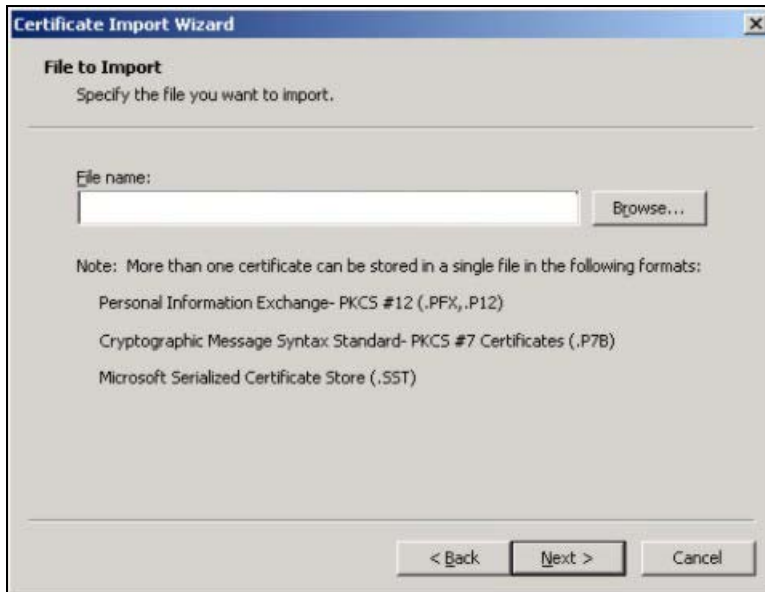 Certificate Import Wizard
File to Import
Specify the file you want to import.
File name:
Browse...
Note: More than one certificate can be stored in a single file in the following formats:
Personal Information Exchange- PKCS #12 (.PFX,.P12)
Cryptographic Message Syntax Standard- PKCS #7 Certificates (.P7B)
Microsoft Serialized Certificate Store (.SST)
< Back Next > Cancel